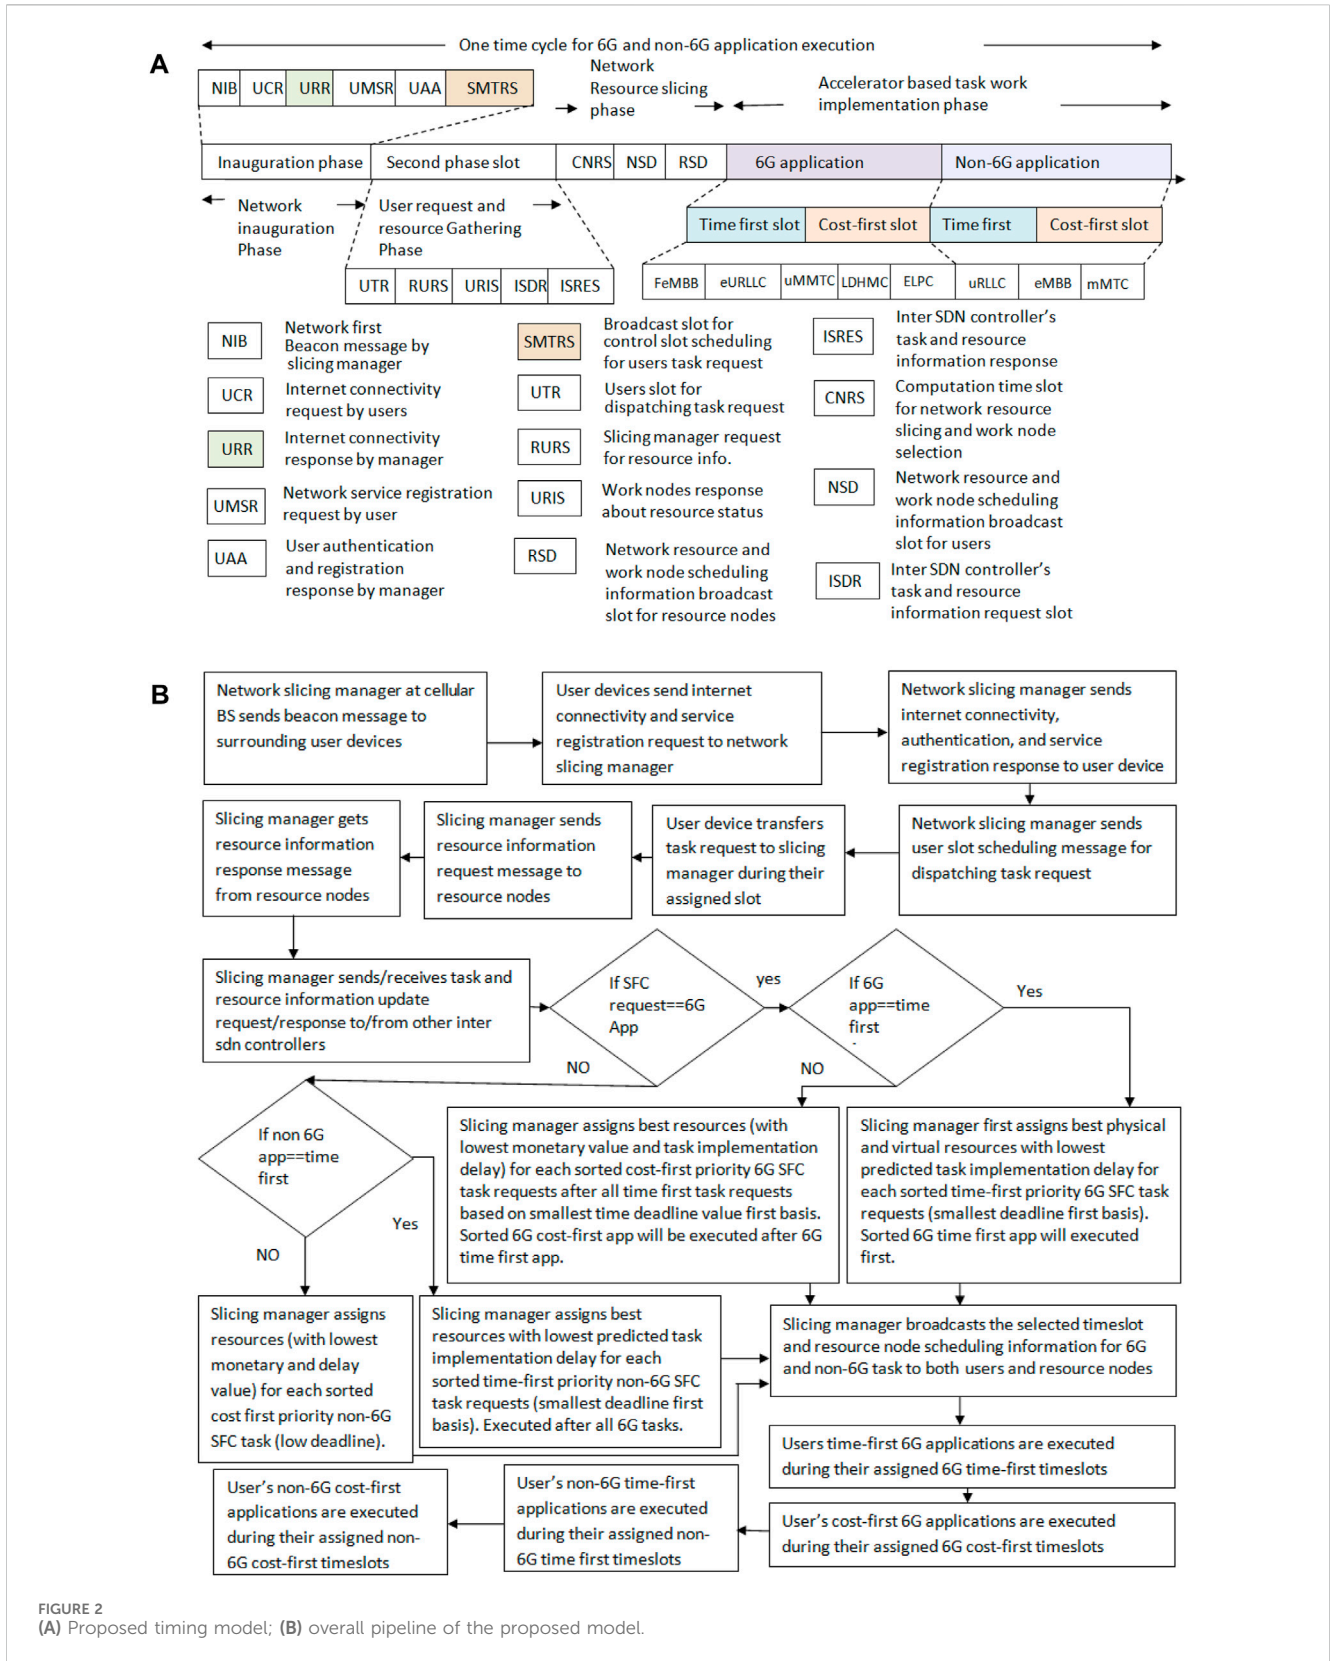 A
One time cycle for 6G and non-6G application execution
NIB UCR URR UMSR UAA SMTRS
Network
Resource slicing
phase
Accelerator based task work
implementation phase
Inauguration phase
Second phase slot
CNRS NSD RSD
6G application
Non-6G application
Network
inauguration
Phase
User request and
resource Gathering
Phase
Time first slot
Cost-first slot
Time first
Cost-first slot
UTR RURS URIS ISDR ISRES
FeMBB eURLLC uMMTC LDHMC ELPC uRLLC eMBB mMTC
NIB
Network first
Beacon message by
slicing manager
UCR
Internet connectivity
request by users
URR
Internet connectivity
response by manager
UMSR
Network service registration
request by user
UAA
User authentication
and registration
response by manager
SMTRS
Broadcast slot for
control slot scheduling
for users task request
UTR
Users slot for
dispatching task request
RURS
Slicing manager request
for resource info.
URIS
Work nodes response
about resource status
RSD
Network resource and
work node scheduling
information broadcast
slot for resource nodes
ISRES
Inter SDN controller's
task and resource
information response
CNRS
Computation time slot
for network resource
slicing and work node
selection
NSD
Network resource and
work node scheduling
information broadcast
slot for users
ISDR
Inter SDN controller's
task and resource
information request slot
B
Network slicing manager at cellular
BS sends beacon message to
surrounding user devices
User devices send internet
connectivity and service
registration request to network
slicing manager
Network slicing manager sends
internet connectivity,
authentication, and service
registration response to user device
Network slicing manager sends
user slot scheduling message for
dispatching task request
User device transfers
task request to slicing
manager during their
assigned slot
Slicing manager sends
resource information
request message to
resource nodes
Slicing manager gets
resource information
response message
from resource nodes
Slicing manager sends/receives task and
resource information update
request/response to/from other inter
sdn controllers
If SFC
request==6G
App
yes
If 6G
app==time
first
Yes
NO
NO
If non 6G
app==time
first
Yes
NO
Slicing manager assigns best resources (with
lowest monetary value and task implementation
delay) for each sorted cost-first priority 6G SFC
task requests after all time first task requests
based on smallest time deadline value first basis.
Sorted 6G cost-first app will be executed after 6G
time first app.
Slicing manager first assigns best physical
and virtual resources with lowest
predicted task implementation delay for
each sorted time-first priority 6G SFC task
requests (smallest deadline first basis).
Sorted 6G time first app will executed
first.
Slicing manager assigns
resources (with lowest
monetary and delay
value) for each sorted
cost first priority non-6G
SFC task (low deadline).
Slicing manager assigns best
resources with lowest predicted task
implementation delay for each
sorted time-first priority non-6G SFC
task requests (smallest deadline first
basis). Executed after all 6G tasks.
Slicing manager broadcasts the selected timeslot
and resource node scheduling information for 6G
and non-6G task to both users and resource nodes
Users time-first 6G applications are executed
during their assigned 6G time-first timeslots
User's cost-first 6G applications are executed
during their assigned 6G cost-first timeslots
User's non-6G time-first
applications are executed
during their assigned non-
6G time first timeslots
User's non-6G cost-first
applications are executed
during their assigned non-
6G cost-first timeslots
FIGURE 2
(A) Proposed timing model; (B) overall pipeline of the proposed model.